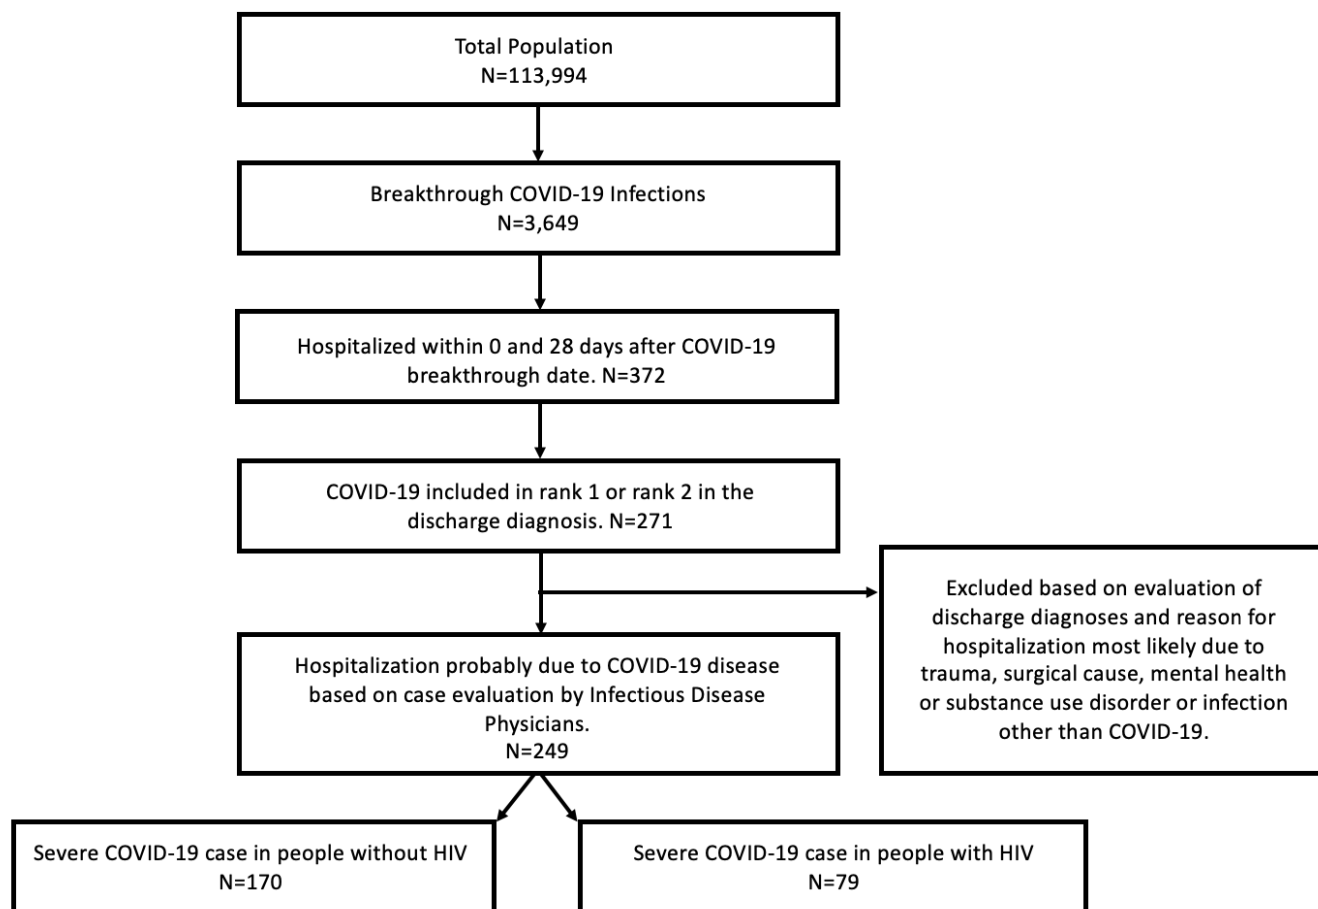 Total Population
N=113,994
Breakthrough COVID-19 Infections
N=3,649
Hospitalized within 0 and 28 days after COVID-19
breakthrough date. N=372
COVID-19 included in rank 1 or rank 2 in the
discharge diagnosis. N=271
Excluded based on evaluation of
discharge diagnoses and reason for
hospitalization most likely due to
trauma, surgical cause, mental health
or substance use disorder or infection
other than COVID-19.
Hospitalization probably due to COVID-19 disease
based on case evaluation by Infectious Disease
Physicians.
N=249
Severe COVID-19 case in people without HIV
N=170
Severe COVID-19 case in people with HIV
N=79